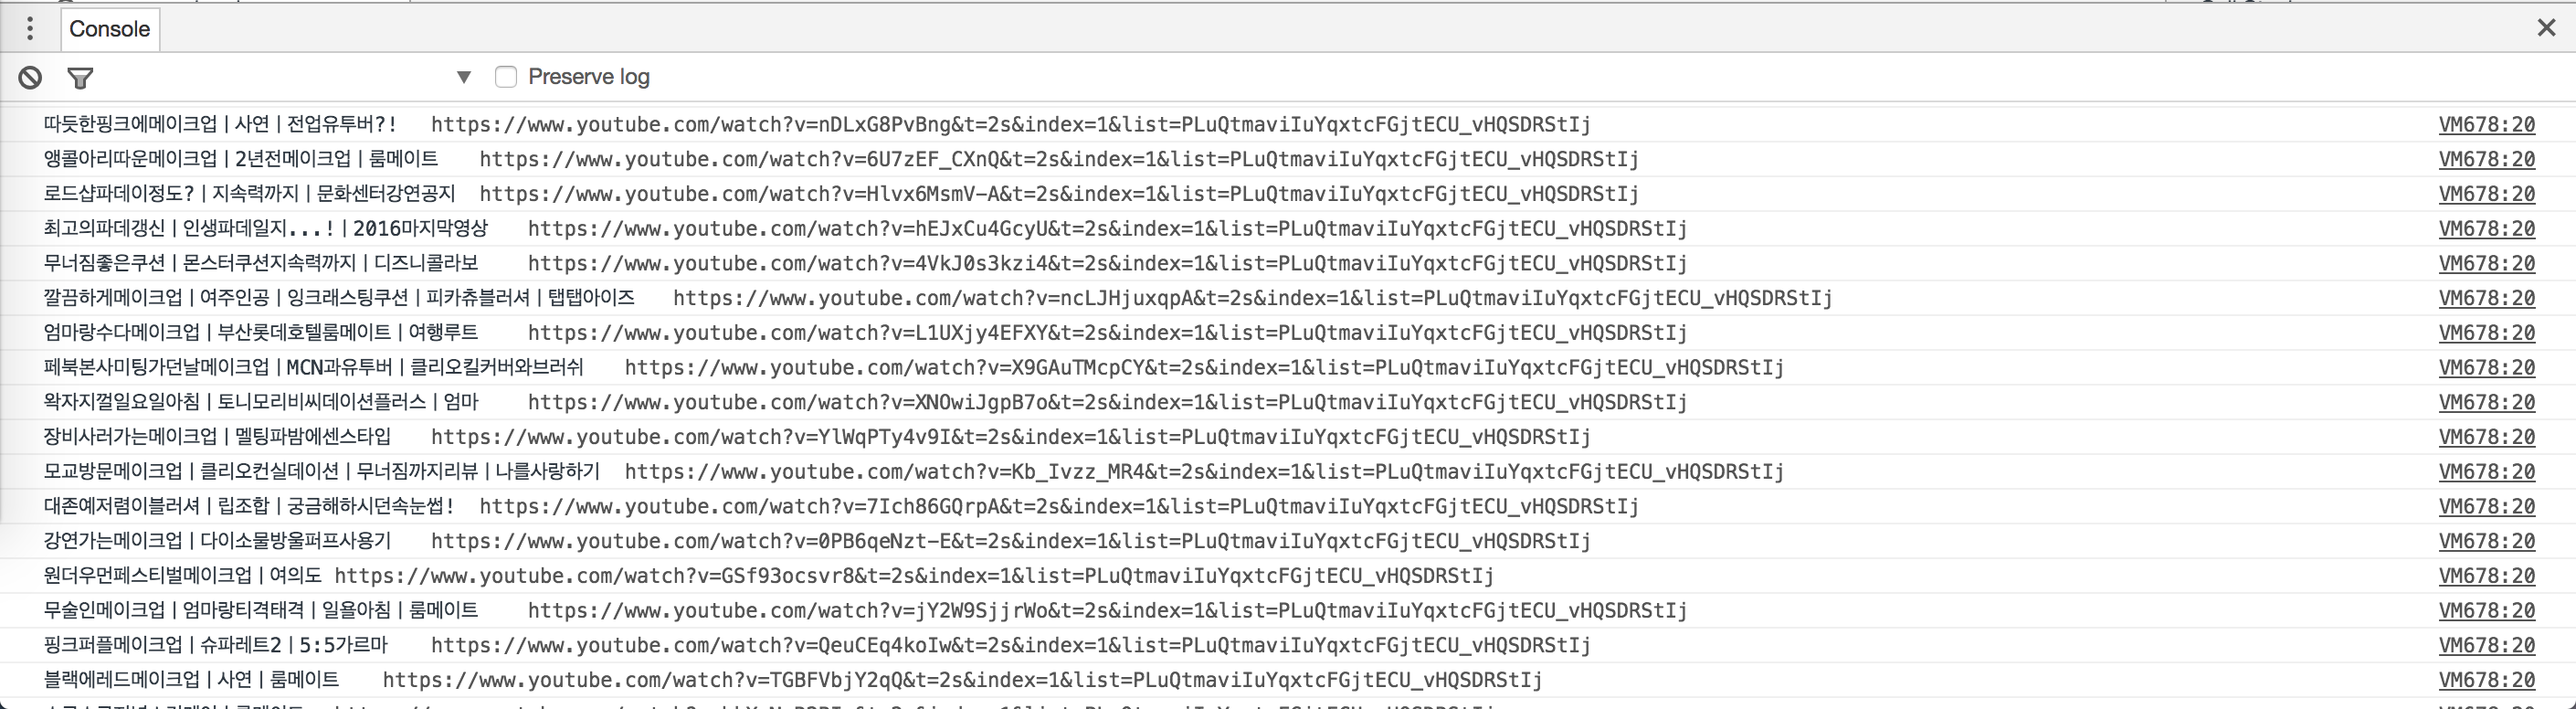 Console
Preserve log
따듯한핑크에메이크업|사연|전업유투버?! https://www.youtube.com/watch?v=nDLxG8PvBng&t=2s&index=1&list=PLuQtmaviIuYqxtcFGjtECU_vHQSDRStIj VM678:20
앵콜아리따운메이크업|2년전메이크업|룸메이트 https://www.youtube.com/watch?v=6U7zEF_CXnQ&t=2s&index=1&list=PLuQtmaviIuYqxtcFGjtECU_vHQSDRStIj VM678:20
로드샵파데이정도?|지속력까지|문화센터강연공지 https://www.youtube.com/watch?v=Hlvx6MsmV-A&t=2s&index=1&list=PLuQtmaviIuYqxtcFGjtECU_vHQSDRStIj VM678:20
최고의파데갱신|인생파데일지...!|2016마지막영상 https://www.youtube.com/watch?v=hEJxCu4GcyU&t=2s&index=1&list=PLuQtmaviIuYqxtcFGjtECU_vHQSDRStIj VM678:20
무너짐좋은쿠션|몬스터쿠션지속력까지|디즈니콜라보 https://www.youtube.com/watch?v=4VkJ0s3kzi4&t=2s&index=1&list=PLuQtmaviIuYqxtcFGjtECU_vHQSDRStIj VM678:20
깔끔하게메이크업|여주인공|잉크래스팅쿠션|피카츄블러셔|탭탭아이즈 https://www.youtube.com/watch?v=ncLJHjuxqpA&t=2s&index=1&list=PLuQtmaviIuYqxtcFGjtECU_vHQSDRStIj VM678:20
엄마랑수다메이크업|부산롯데호텔룸메이트|여행루트 https://www.youtube.com/watch?v=L1UXjy4EFXY&t=2s&index=1&list=PLuQtmaviIuYqxtcFGjtECU_vHQSDRStIj VM678:20
페북본사미팅가던날메이크업|MCN과유투버|클리오킬커버와브러쉬 https://www.youtube.com/watch?v=X9GAuTMcpCY&t=2s&index=1&list=PLuQtmaviIuYqxtcFGjtECU_vHQSDRStIj VM678:20
왁자지껄일요일아침|토니모리비씨데이션플러스|엄마 https://www.youtube.com/watch?v=XNOwiJgpB7o&t=2s&index=1&list=PLuQtmaviIuYqxtcFGjtECU_vHQSDRStIj VM678:20
장비사러가는메이크업|멜팅파밤에센스타입 https://www.youtube.com/watch?v=YlWqPTy4v9I&t=2s&index=1&list=PLuQtmaviIuYqxtcFGjtECU_vHQSDRStIj VM678:20
모교방문메이크업|클리오컨실데이션|무너짐까지리뷰|나를사랑하기 https://www.youtube.com/watch?v=Kb_Ivzz_MR4&t=2s&index=1&list=PLuQtmaviIuYqxtcFGjtECU_vHQSDRStIj VM678:20
대존예저렴이블러셔|립조합|궁금해하시던속눈썹! https://www.youtube.com/watch?v=7Ich86GQrpA&t=2s&index=1&list=PLuQtmaviIuYqxtcFGjtECU_vHQSDRStIj VM678:20
강연가는메이크업|다이소물방울퍼프사용기 https://www.youtube.com/watch?v=0PB6qeNzt-E&t=2s&index=1&list=PLuQtmaviIuYqxtcFGjtECU_vHQSDRStIj VM678:20
원더우먼페스티벌메이크업|여의도 https://www.youtube.com/watch?v=GSf93ocsvr8&t=2s&index=1&list=PLuQtmaviIuYqxtcFGjtECU_vHQSDRStIj VM678:20
무술인메이크업|엄마랑티격태격|일욜아침|룸메이트 https://www.youtube.com/watch?v=jY2W9SjjrWo&t=2s&index=1&list=PLuQtmaviIuYqxtcFGjtECU_vHQSDRStIj VM678:20
핑크퍼플메이크업|슈파레트2|5:5가르마 https://www.youtube.com/watch?v=QeuCEq4koIw&t=2s&index=1&list=PLuQtmaviIuYqxtcFGjtECU_vHQSDRStIj VM678:20
블랙에레드메이크업|사연|룸메이트 https://www.youtube.com/watch?v=TGBFVbjY2qQ&t=2s&index=1&list=PLuQtmaviIuYqxtcFGjtECU_vHQSDRStIj VM678:20